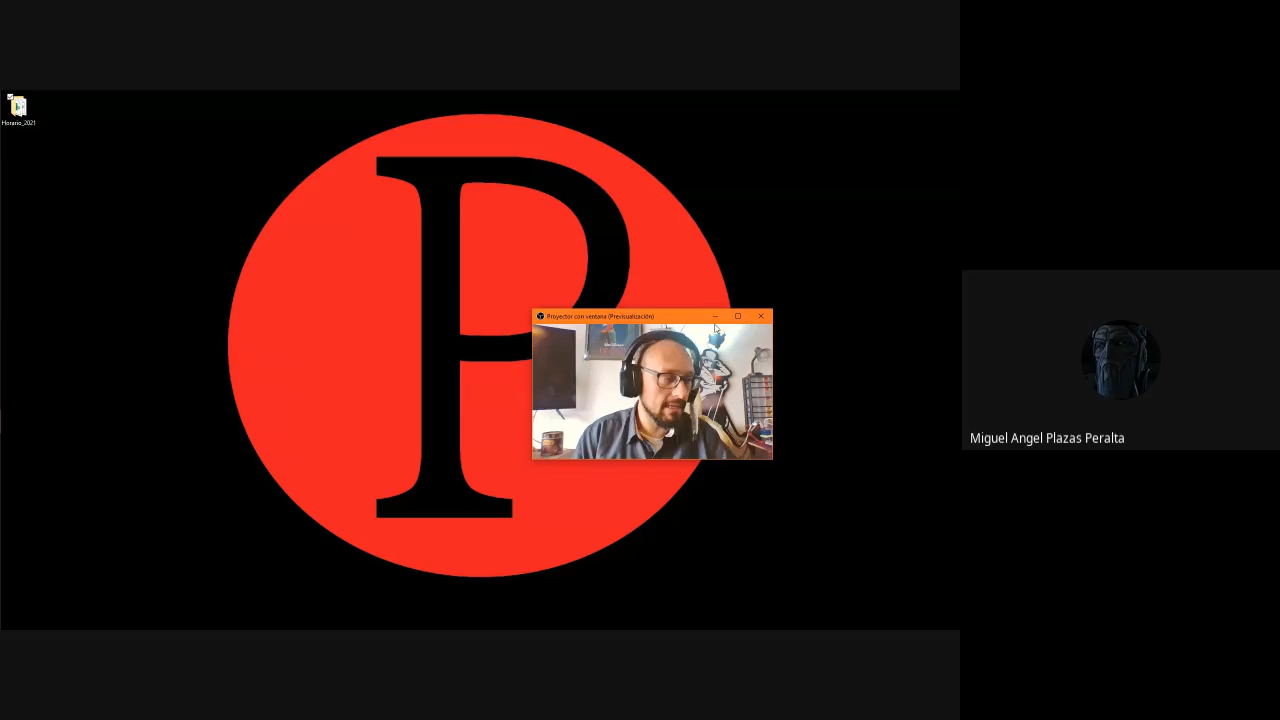 Horario_2021
P
Proyector con ventana (Previsualización)
Miguel Angel Plazas Peralta